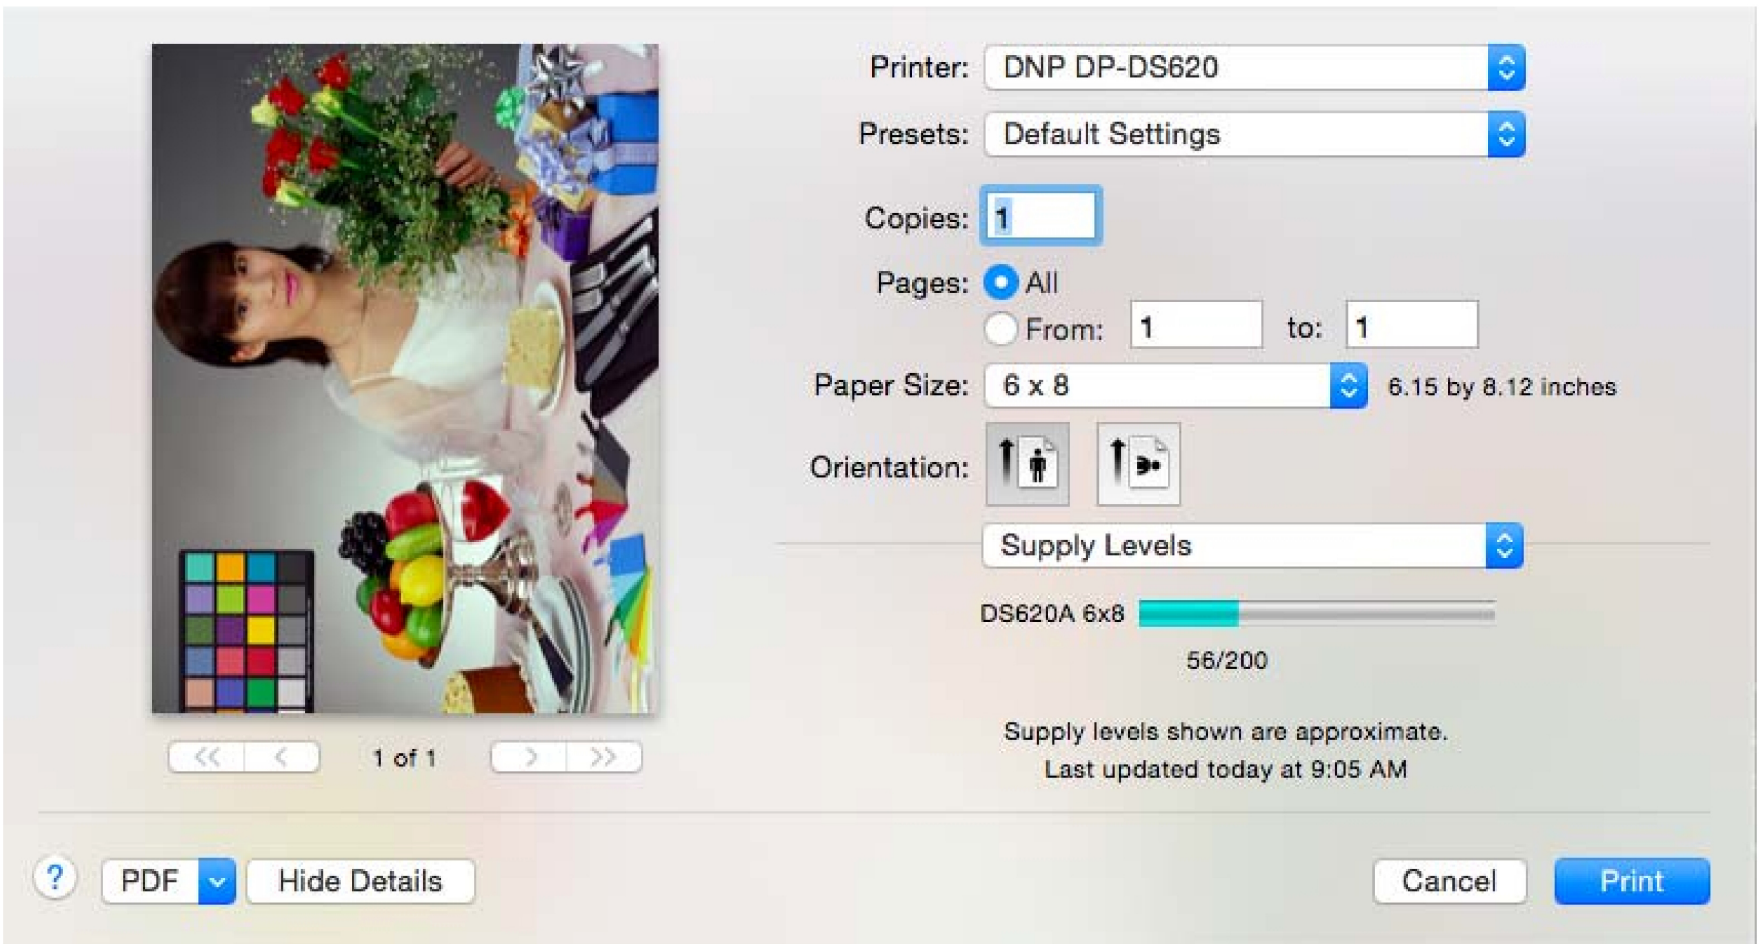 Printer: DNP DP-DS620
Presets: Default Settings
Copies: 1
Pages: All
From: 1 to: 1
Paper Size: 6 x 8 6.15 by 8.12 inches
Orientation:
Supply Levels
DS620A 6x8
56/200
Supply levels shown are approximate.
Last updated today at 9:05 AM
<< < 1 of 1 > >>
? PDF Hide Details Cancel Print